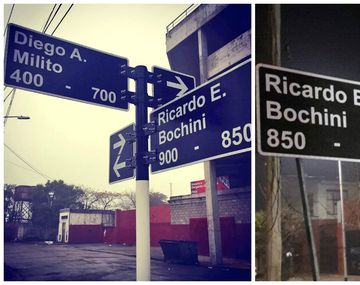 Diego A.
Milito
400 - 700
Ricardo E.
Bochini
900 - 850
Ricardo E
Bochini
850 -